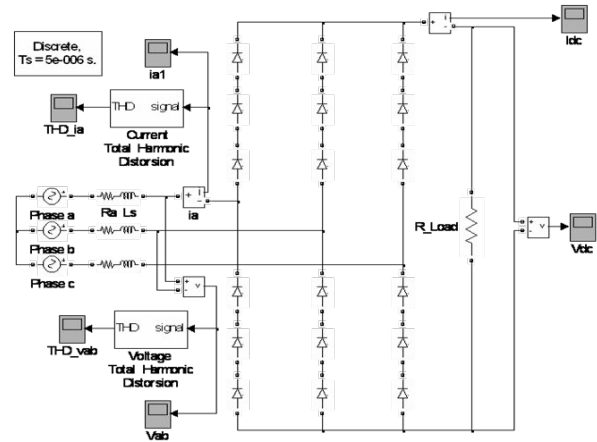 Discrete,
Ts = 5e-006 s.
ia1
Idc
THD signal
THD_ia
Current
Total Harmonic
Distorsion
+
-
i
Phase a
Ra Ls
ia
Phase b
Phase c
R_Load
+
-
v
Vdc
+
-
v
THD signal
THD_vab
Voltage
Total Harmonic
Distorsion
Vab